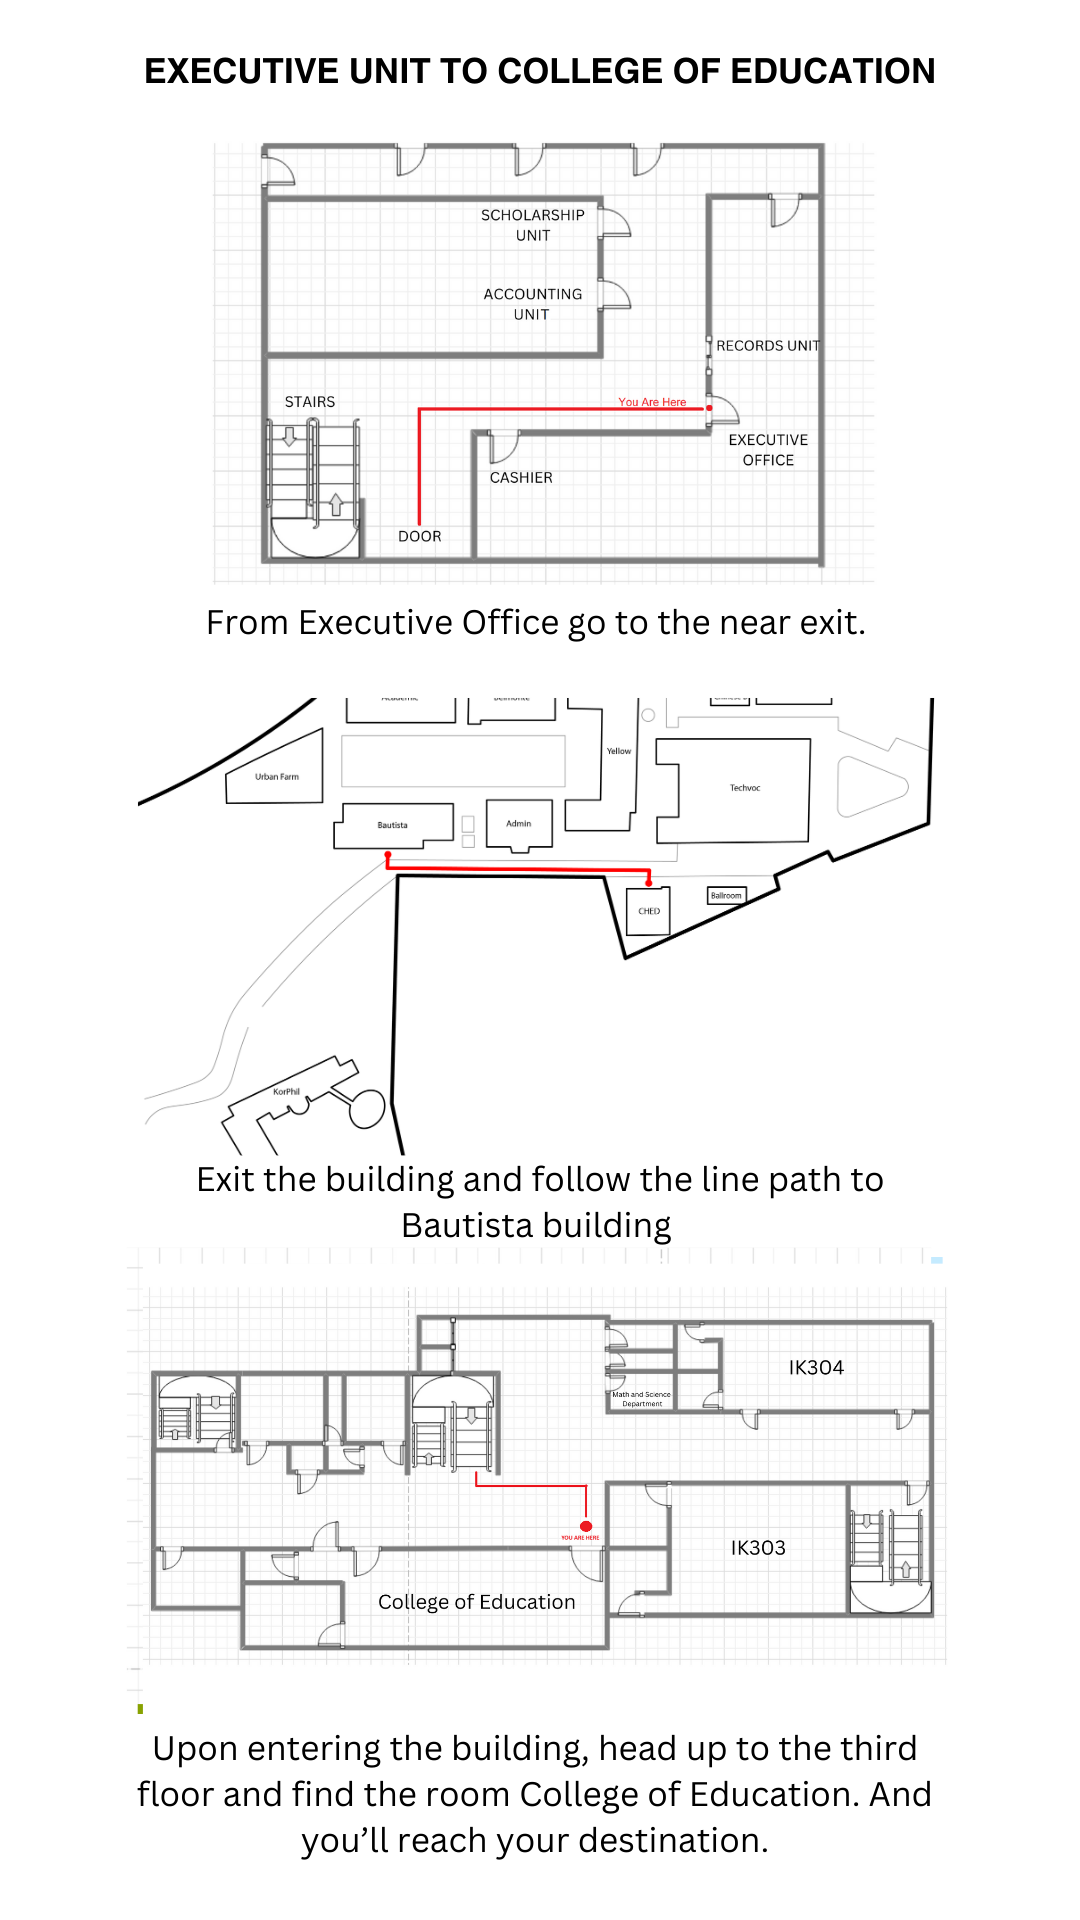 EXECUTIVE UNIT TO COLLEGE OF EDUCATION
SCHOLARSHIP
UNIT
ACCOUNTING
UNIT
RECORDS UNIT
STAIRS
You Are Here
EXECUTIVE
OFFICE
CASHIER
DOOR
From Executive Office go to the near exit.
Yellow
Urban Farm
Techvoc
Bautista
Admin
Ballroom
CHED
KorPhil
Exit the building and follow the line path to
Bautista building
IK304
Math and Science
Department
YOU ARE HERE
IK303
College of Education
Upon entering the building, head up to the third
floor and find the room College of Education. And
you’ll reach your destination.